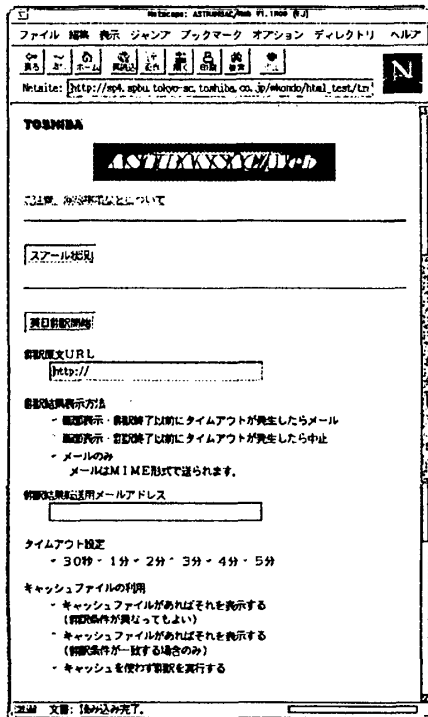 Netscape: ASTRANSAC/Web
ファイル 編集 表示 ジャンプ ブックマーク オプション ディレクトリ ヘルプ
戻る ホーム 再読込 印刷
N
TOSHIBA
ASTRANSAC/Web
スプール状況
英日翻訳開始
翻訳原文URL
http://
翻訳結果表示方法
画面表示・翻訳終了以前にタイムアウトが発生したらメール
画面表示・翻訳終了以前にタイムアウトが発生したら中止
メールのみ
メールはMIME形式で送られます。
翻訳結果転送用メールアドレス
タイムアウト設定
30秒 1分 2分 3分 4分 5分
キャッシュファイルの利用
キャッシュファイルがあればそれを表示する
(翻訳条件が異なってもよい)
キャッシュファイルがあればそれを表示する
(翻訳条件が一致する場合のみ)
キャッシュを使わず翻訳を実行する
文書: 読み込み完了。